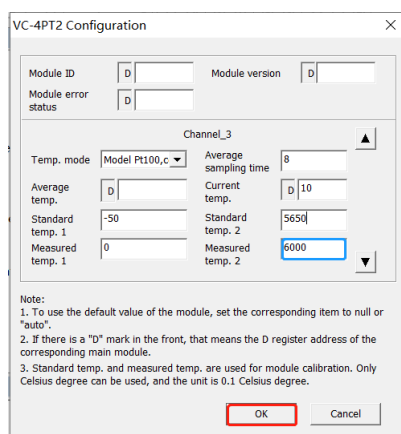 VC-4PT2 Configuration
Module ID D Module version D
Module error status D
Channel_3
Temp. mode Model Pt100,c Average sampling time 8
Average temp. D Current temp. D 10
Standard temp. 1 -50 Standard temp. 2 5650
Measured temp. 1 0 Measured temp. 2 6000
Note:
1. To use the default value of the module, set the corresponding item to null or
"auto".
2. If there is a "D" mark in the front, that means the D register address of the
corresponding main module.
3. Standard temp. and measured temp. are used for module calibration. Only
Celsius degree can be used, and the unit is 0.1 Celsius degree.
OK Cancel